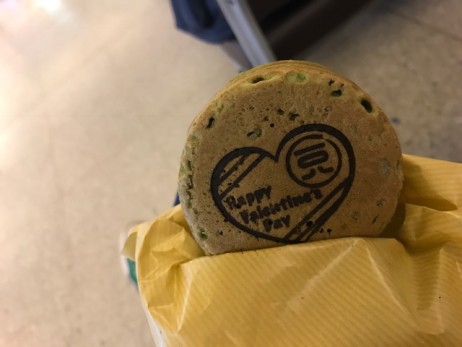 豆
Happy
Valentine's
Day